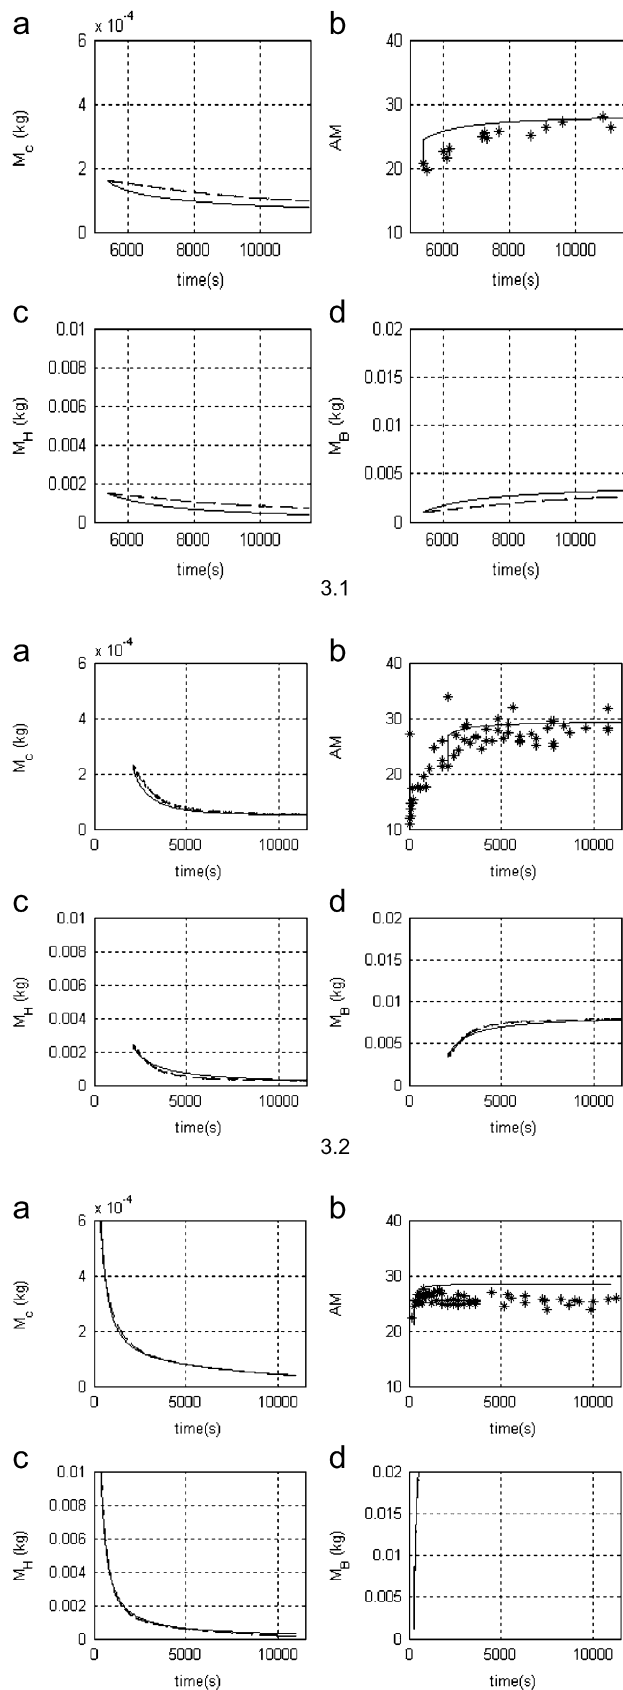 a
b
x 10⁻⁴
6
4
2
0
M_c (kg)
6000 8000 10000
time(s)
40
30
20
10
AM
6000 8000 10000
time(s)
c
d
0.01
0.008
0.006
0.004
0.002
0
M_H (kg)
6000 8000 10000
time(s)
0.02
0.015
0.01
0.005
0
M_B (kg)
6000 8000 10000
time(s)
3.1
a
b
x 10⁻⁴
6
4
2
0
M_c (kg)
0 5000 10000
time(s)
40
30
20
10
AM
0 5000 10000
time(s)
c
d
0.01
0.008
0.006
0.004
0.002
0
M_H (kg)
0 5000 10000
time(s)
0.02
0.015
0.01
0.005
0
M_B (kg)
0 5000 10000
time(s)
3.2
a
b
x 10⁻⁴
6
4
2
0
M_c (kg)
0 5000 10000
time(s)
40
30
20
10
AM
0 5000 10000
time(s)
c
d
0.01
0.008
0.006
0.004
0.002
0
M_H (kg)
0 5000 10000
time(s)
0.02
0.015
0.01
0.005
0
M_B (kg)
0 5000 10000
time(s)